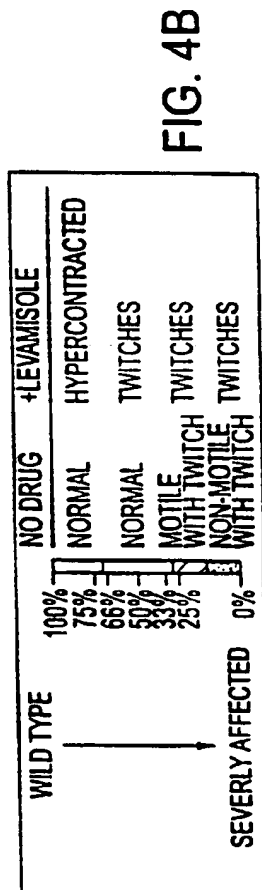 NO DRUG +LEVAMISOLE
WILD TYPE 100%
75% NORMAL HYPERCONTRACTED
66%
50% NORMAL TWITCHES
33% MOTILE
25% WITH TWITCH TWITCHES
NON-MOTILE
SEVERLY AFFECTED 0% WITH TWITCH TWITCHES
FIG. 4B